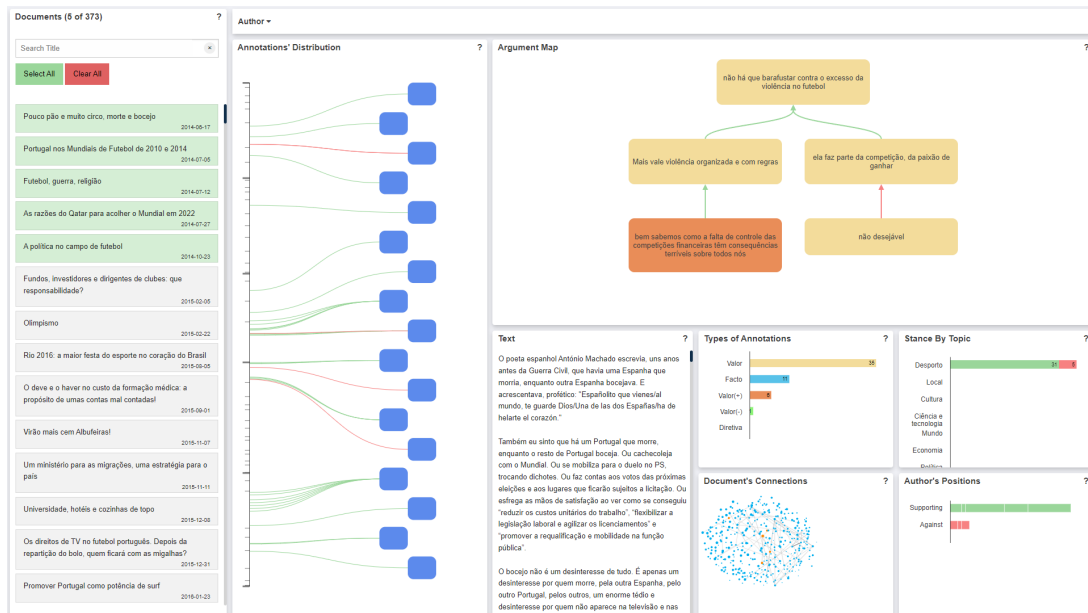 Documents (5 of 373)
?
Search Title
×
Select All
Clear All
Pouco pão e muito circo, morte e bocejo
2014-06-17
Portugal nos Mundiais de Futebol de 2010 e 2014
2014-07-05
Futebol, guerra, religião
2014-07-12
As razões do Qatar para acolher o Mundial em 2022
2014-07-27
A política no campo de futebol
2014-10-23
Fundos, investidores e dirigentes de clubes: que
responsabilidade?
2015-02-05
Olimpismo
2015-02-22
Rio 2016: a maior festa do esporte no coração do Brasil
2015-09-05
O deve e o haver no custo da formação médica: a
propósito de umas contas mal contadas!
2015-09-01
Virão mais cem Albufeiras!
2015-11-07
Um ministério para as migrações, uma estratégia para o
país
2015-11-11
Universidade, hotéis e cozinhas de topo
2015-12-08
Os direitos de TV no futebol português. Depois da
repartição do bolo, quem ficará com as migalhas?
2015-12-31
Promover Portugal como potência de surf
2016-01-23
Author
Annotations' Distribution
?
Argument Map
?
não há que barafustar contra o excesso da
violência no futebol
Mais vale violência organizada e com regras
ela faz parte da competição, da paixão de
ganhar
bem sabemos como a falta de controle das
competições financeiras têm consequências
terríveis sobre todos nós
não desejável
Text
?
O poeta espanhol António Machado escrevia, uns anos
antes da Guerra Civil, que havia uma Espanha que
morria, enquanto outra Espanha bocejava. E
acrescentava, profético: "Españolito que vienes/al
mundo, te guarde Dios/Una de las dos Españas/ha de
helarte el corazón."
Também eu sinto que há um Portugal que morre,
enquanto o resto de Portugal boceja. Ou cachecoleja
com o Mundial. Ou se mobiliza para o duelo no PS,
trocando dichotes. Ou faz contas aos votos das próximas
eleições e aos lugares que ficarão sujeitos a licitação. Ou
esfrega as mãos de satisfação ao ver como se conseguiu
"reduzir os custos unitários do trabalho", "flexibilizar a
legislação laboral e agilizar os licenciamentos" e
"promover a requalificação e mobilidade na função
pública".
O bocejo não é um desinteresse de tudo. É apenas um
desinteresse por quem morre, pela outra Espanha, pelo
outro Portugal, pelos outros, um enorme tédio e
desinteresse por quem não aparece na televisão e nas
Types of Annotations
?
Valor
35
Facto
11
Valor(+)
6
Valor(-)
Diretiva
Stance By Topic
?
Desporto
31
5
Local
Cultura
Ciência e
tecnologia
Mundo
Economia
Política
Document's Connections
?
Author's Positions
?
Supporting
Against